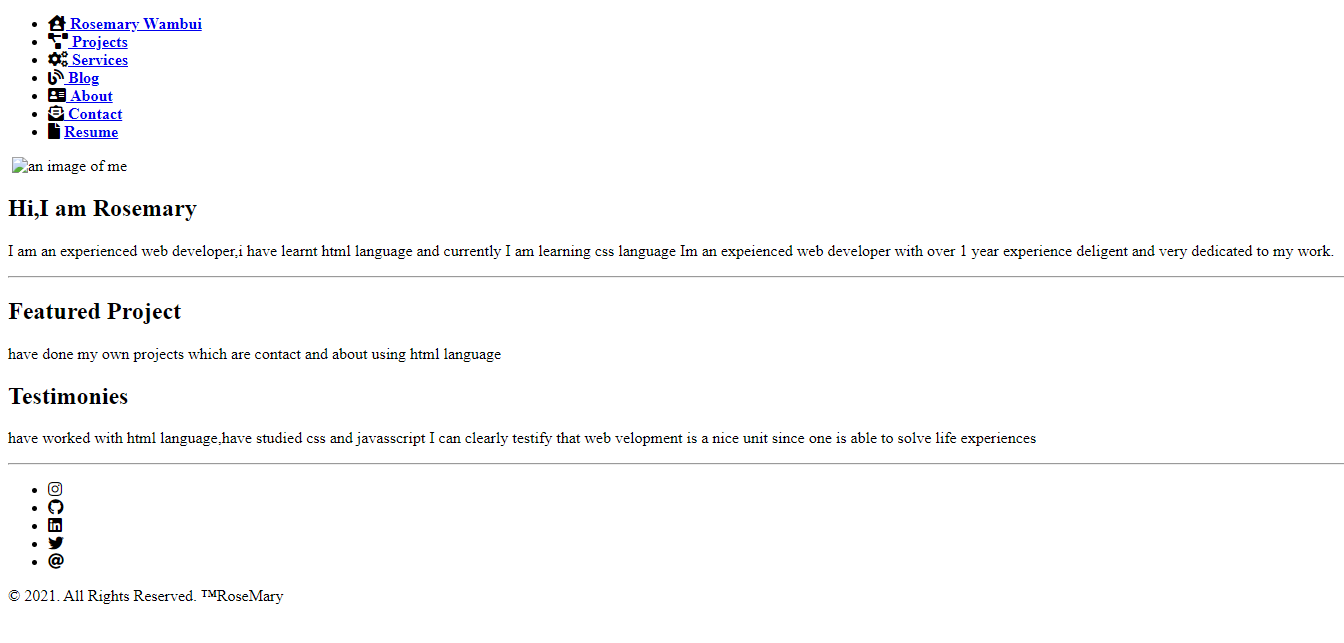 Rosemary Wambui
Projects
Services
Blog
About
Contact
Resume
an image of me
Hi,I am Rosemary
I am an experienced web developer,i have learnt html language and currently I am learning css language Im an expeienced web developer with over 1 year experience deligent and very dedicated to my work.
Featured Project
have done my own projects which are contact and about using html language
Testimonies
have worked with html language,have studied css and javasscript I can clearly testify that web velopment is a nice unit since one is able to solve life experiences
© 2021. All Rights Reserved. ™RoseMary